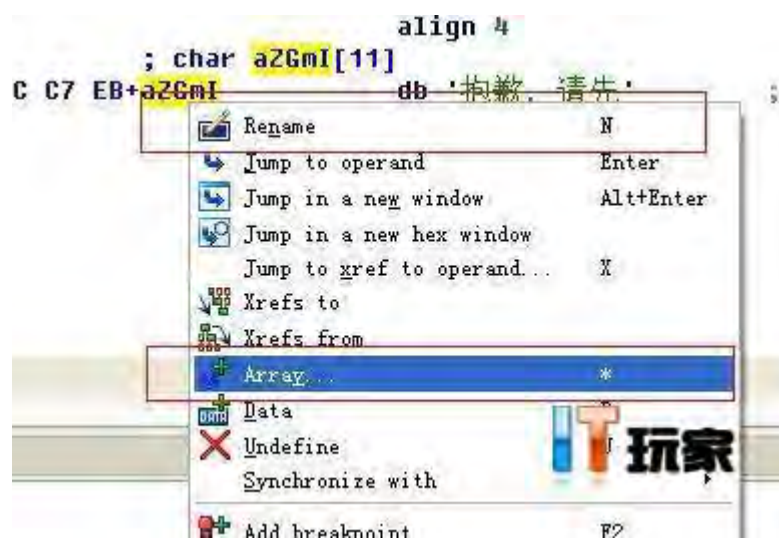 align 4
; char aZGmI[11]
C C7 EB+aZGmI db '抱歉，请先' ;
Rename N
Jump to operand Enter
Jump in a new window Alt+Enter
Jump in a new hex window
Jump to xref to operand... X
Xrefs to
Xrefs from
Array... *
Data
Undefine U
Synchronize with
IT玩家
Add breakpoint F2